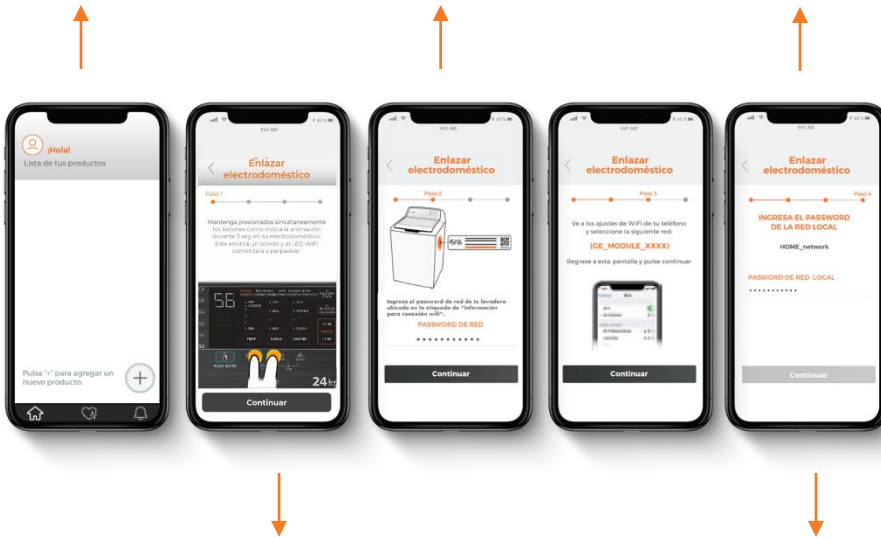 ¡Hola!
Lista de tus productos
Pulsa "+" para agregar un
nuevo producto.
9:41 AM
Enlazar
electrodoméstico
Paso 1
Mantenga presionados simultaneamente
los botones como indica la animación
durante 3 seg en su electrodoméstico.
Este emitirá un sonido y el LED WiFi
comenzará a parpadear.
AQUA SAVER
24
Continuar
9:41 AM
Enlazar
electrodoméstico
Paso 2
Ingresa el password de red de tu lavadora
ubicado en la etiqueta de "Información
para conexión wifi".
PASSWORD DE RED
Continuar
9:41 AM
Enlazar
electrodoméstico
Paso 3
Ve a los ajustes de WiFi de tu teléfono
y seleccione la siguiente red:
(GE_MODULE_XXXX)
Regrese a esta pantalla y pulse continuar
Continuar
9:41 AM
Enlazar
electrodoméstico
Paso 4
INGRESA EL PASSWORD
DE LA RED LOCAL
HOME_network
PASWORD DE RED LOCAL
Continuar